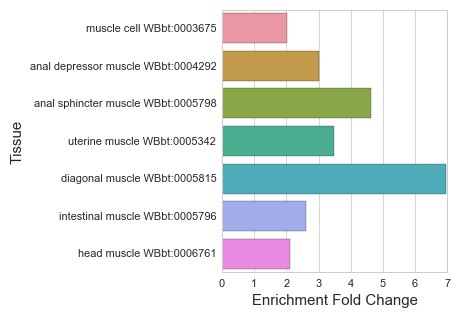 muscle cell WBbt:0003675
anal depressor muscle WBbt:0004292
anal sphincter muscle WBbt:0005798
uterine muscle WBbt:0005342
diagonal muscle WBbt:0005815
intestinal muscle WBbt:0005796
head muscle WBbt:0006761
Tissue
0 1 2 3 4 5 6 7
Enrichment Fold Change